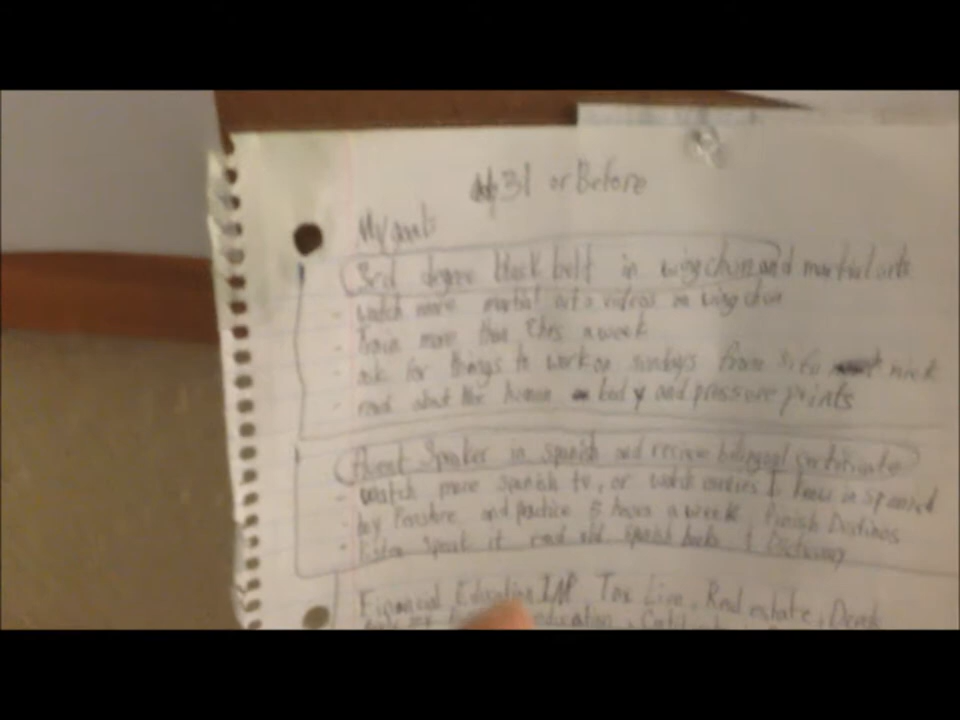 31 or Before
My goals
3rd degree black belt in wing chun and martial arts
- watch more martial arts videos on wing chun
- Train more than 5hrs a week
- ask for things to work on sundays from Sifu nick
- read about the human body and pressure points
fluent Speaker in spanish and receive bilingual certificate
- watch more spanish tv, or watch movies I have in spanish
- buy and practice 5 hours a week, finish Destinos
- Listen Speak it read old spanish books & Dictionary
Financial Education Tax Lien, Real estate,
education,